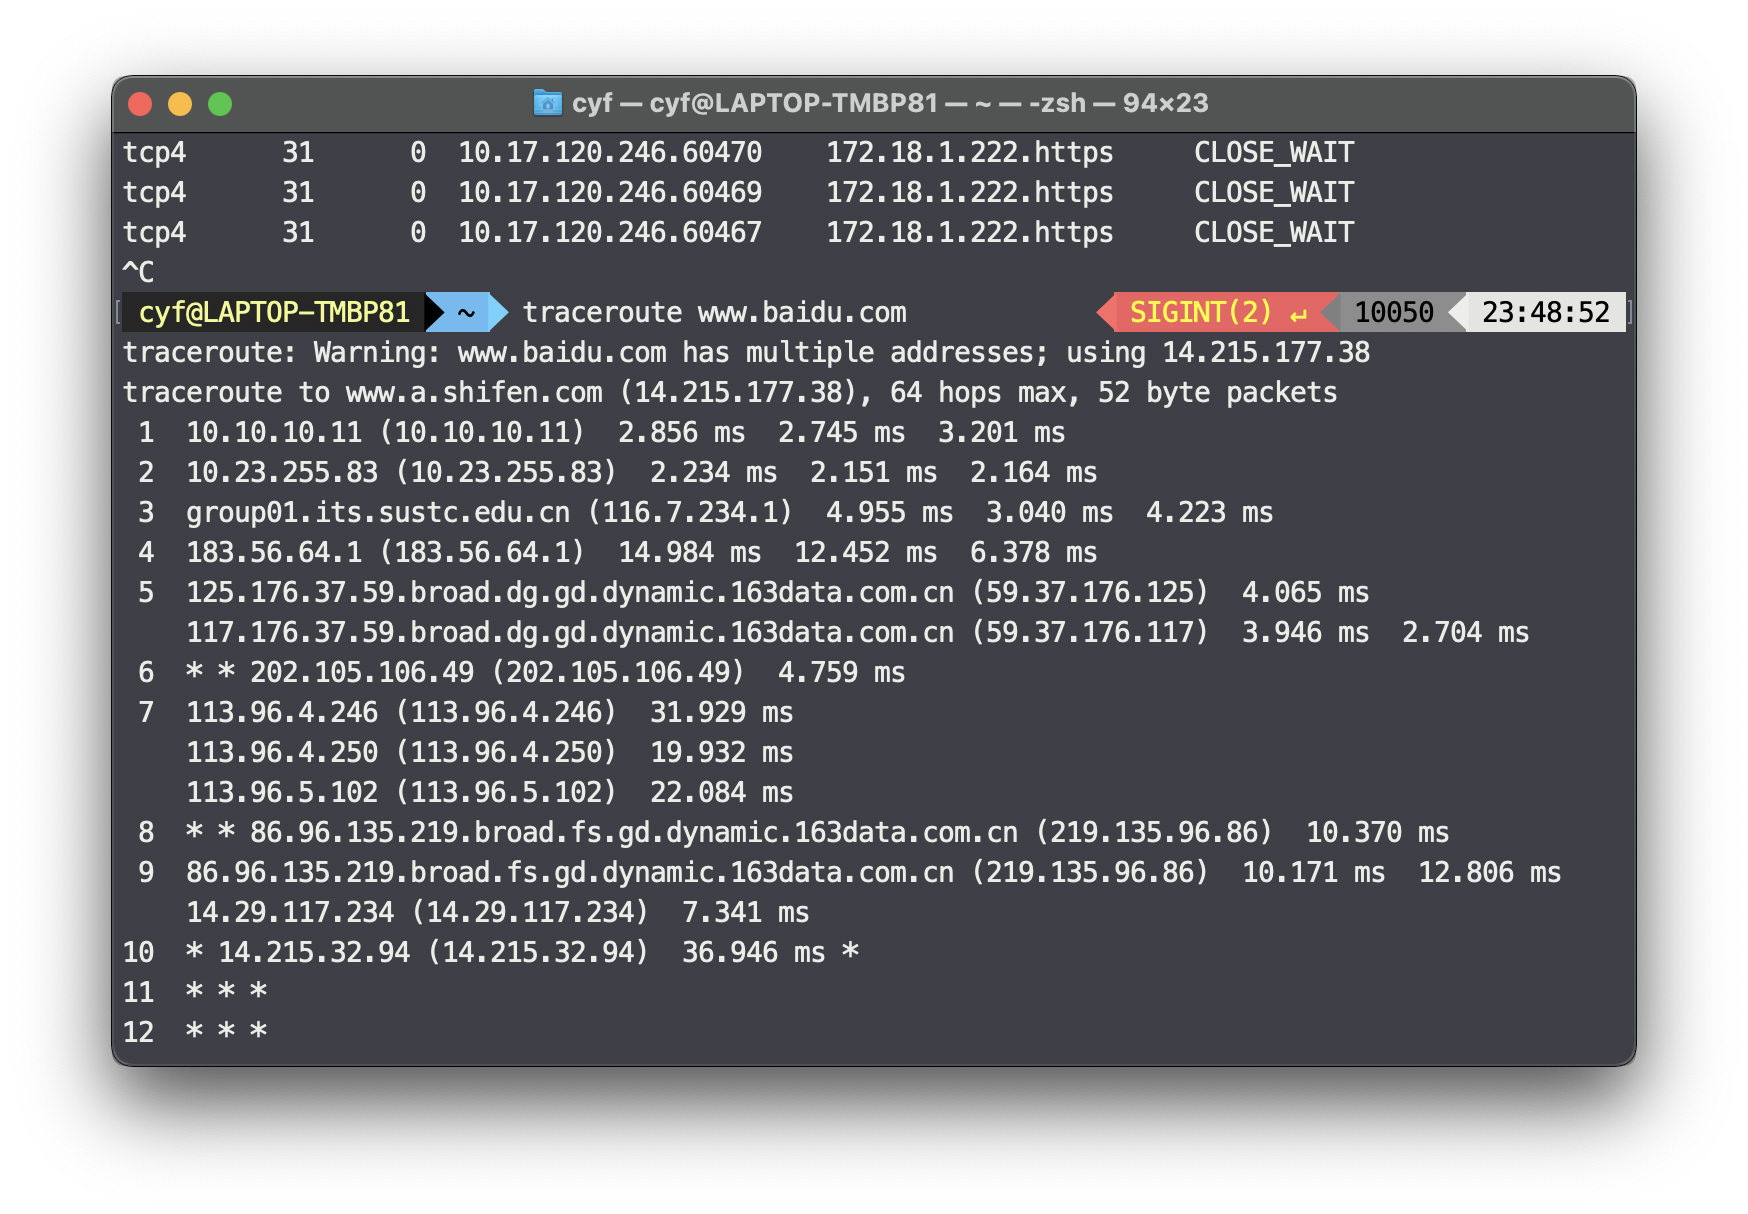 cyf — cyf@LAPTOP-TMBP81 — ~ — -zsh — 94×23
tcp4      31      0  10.17.120.246.60470    172.18.1.222.https     CLOSE_WAIT
tcp4      31      0  10.17.120.246.60469    172.18.1.222.https     CLOSE_WAIT
tcp4      31      0  10.17.120.246.60467    172.18.1.222.https     CLOSE_WAIT
^C
cyf@LAPTOP-TMBP81  ~  traceroute www.baidu.com  SIGINT(2) ↵  10050  23:48:52
traceroute: Warning: www.baidu.com has multiple addresses; using 14.215.177.38
traceroute to www.a.shifen.com (14.215.177.38), 64 hops max, 52 byte packets
 1  10.10.10.11 (10.10.10.11)  2.856 ms  2.745 ms  3.201 ms
 2  10.23.255.83 (10.23.255.83)  2.234 ms  2.151 ms  2.164 ms
 3  group01.its.sustc.edu.cn (116.7.234.1)  4.955 ms  3.040 ms  4.223 ms
 4  183.56.64.1 (183.56.64.1)  14.984 ms  12.452 ms  6.378 ms
 5  125.176.37.59.broad.dg.gd.dynamic.163data.com.cn (59.37.176.125)  4.065 ms
    117.176.37.59.broad.dg.gd.dynamic.163data.com.cn (59.37.176.117)  3.946 ms  2.704 ms
 6  * * 202.105.106.49 (202.105.106.49)  4.759 ms
 7  113.96.4.246 (113.96.4.246)  31.929 ms
    113.96.4.250 (113.96.4.250)  19.932 ms
    113.96.5.102 (113.96.5.102)  22.084 ms
 8  * * 86.96.135.219.broad.fs.gd.dynamic.163data.com.cn (219.135.96.86)  10.370 ms
 9  86.96.135.219.broad.fs.gd.dynamic.163data.com.cn (219.135.96.86)  10.171 ms  12.806 ms
    14.29.117.234 (14.29.117.234)  7.341 ms
10  * 14.215.32.94 (14.215.32.94)  36.946 ms *
11  * * *
12  * * *